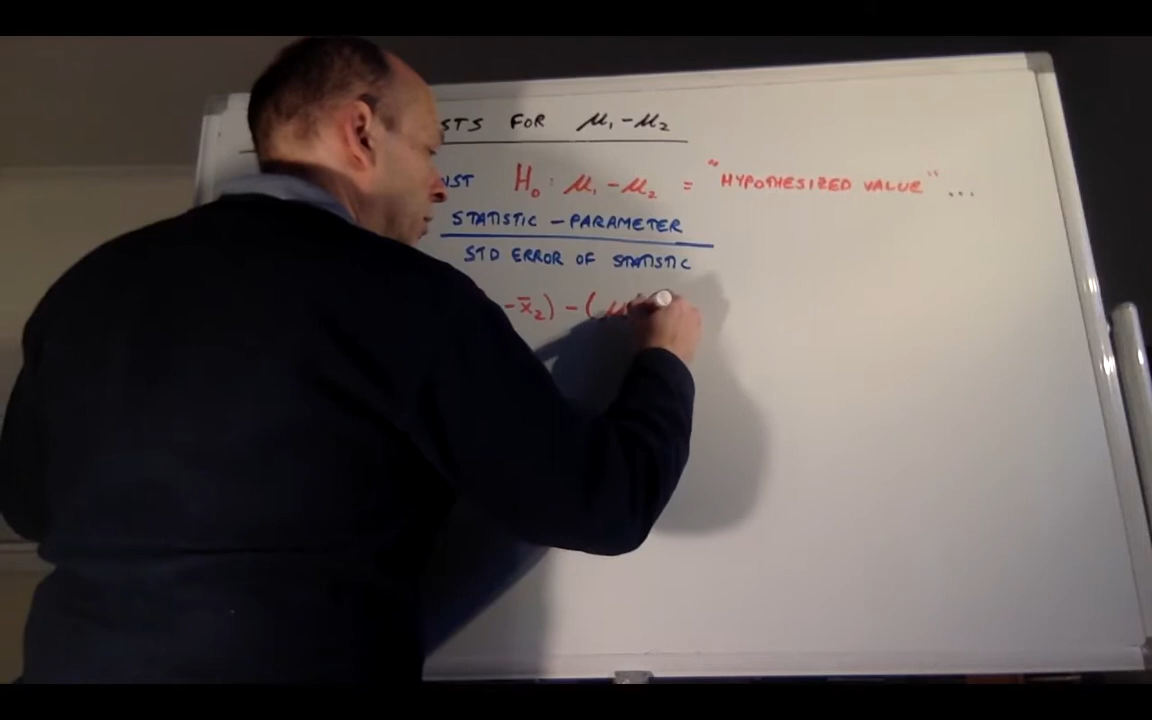 STS FOR μ₁-μ₂
NST H₀: μ₁-μ₂ = "HYPOTHESIZED VALUE"...
STATISTIC - PARAMETER
STD ERROR OF STATISTIC
-x̄₂) - (μ